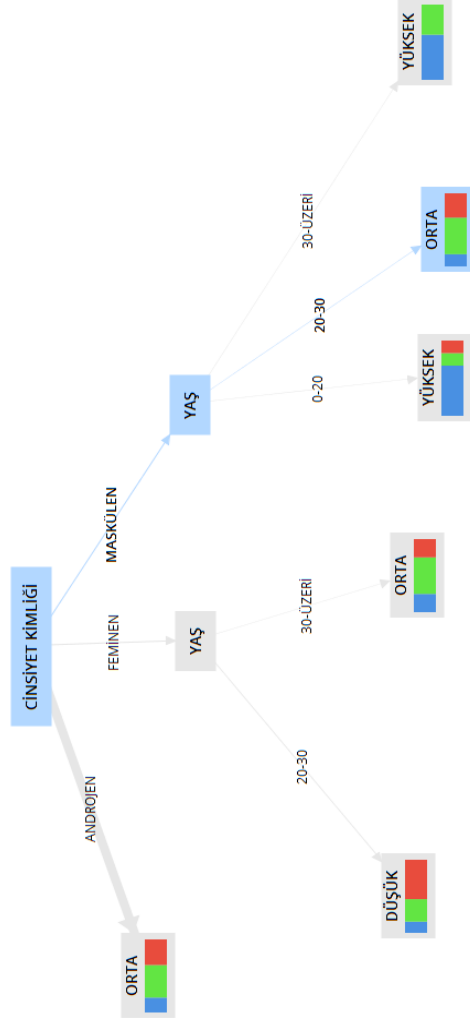 CİNSİYET KİMLİĞİ
ANDROJEN
FEMİNEN
MASKÜLEN
ORTA
YAŞ
YAŞ
20-30
30-ÜZERİ
0-20
20-30
30-ÜZERİ
DÜŞÜK
ORTA
YÜKSEK
ORTA
YÜKSEK